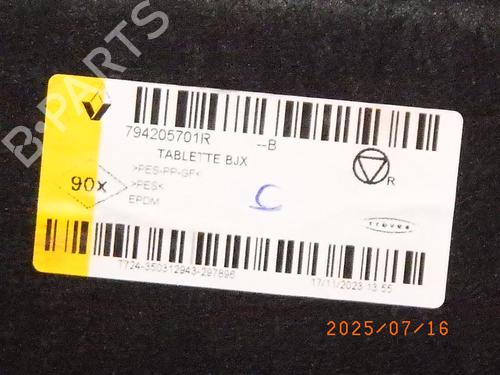 794205701R --B
TABLETTE BJX
>PES-PP-GF<
>PES<
EPDM
90x
R
C
treves
T724-350312943-297896
17/11/2023 13:55
B-PARTS
2025/07/16